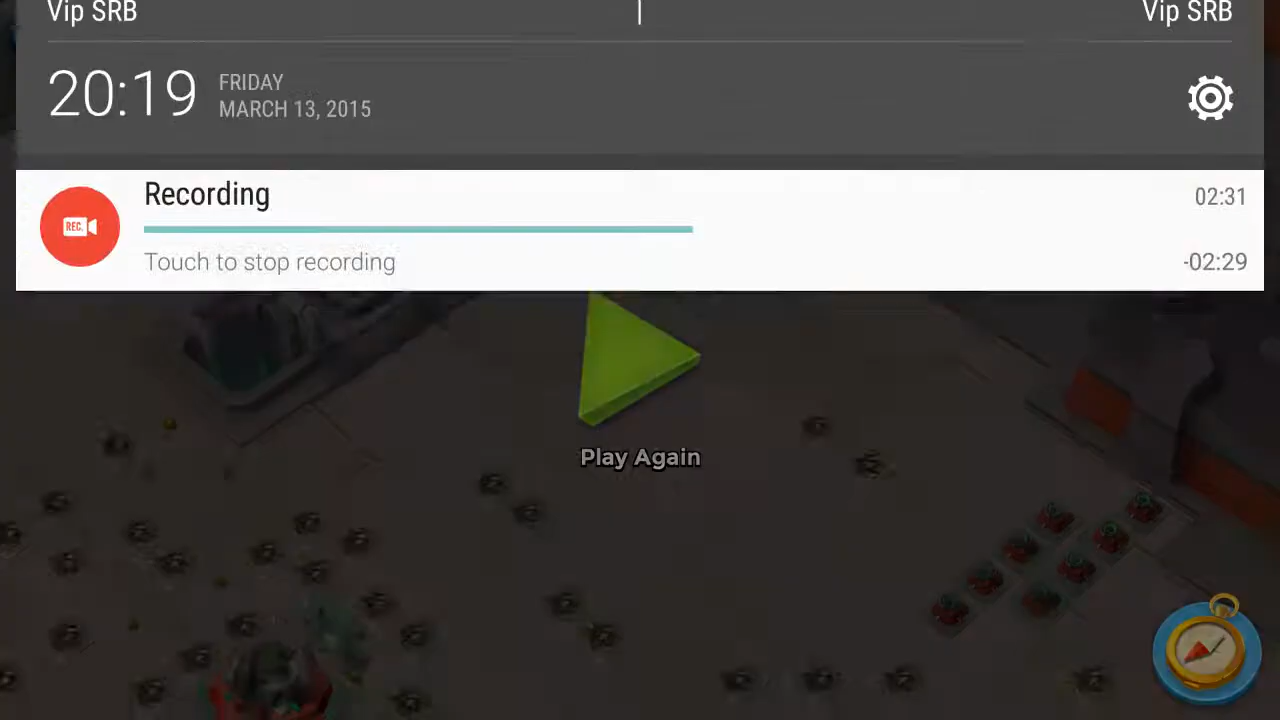 Vip SRB | Vip SRB
20:19 FRIDAY
MARCH 13, 2015
Recording 02:31
REC.
Touch to stop recording -02:29
Play Again